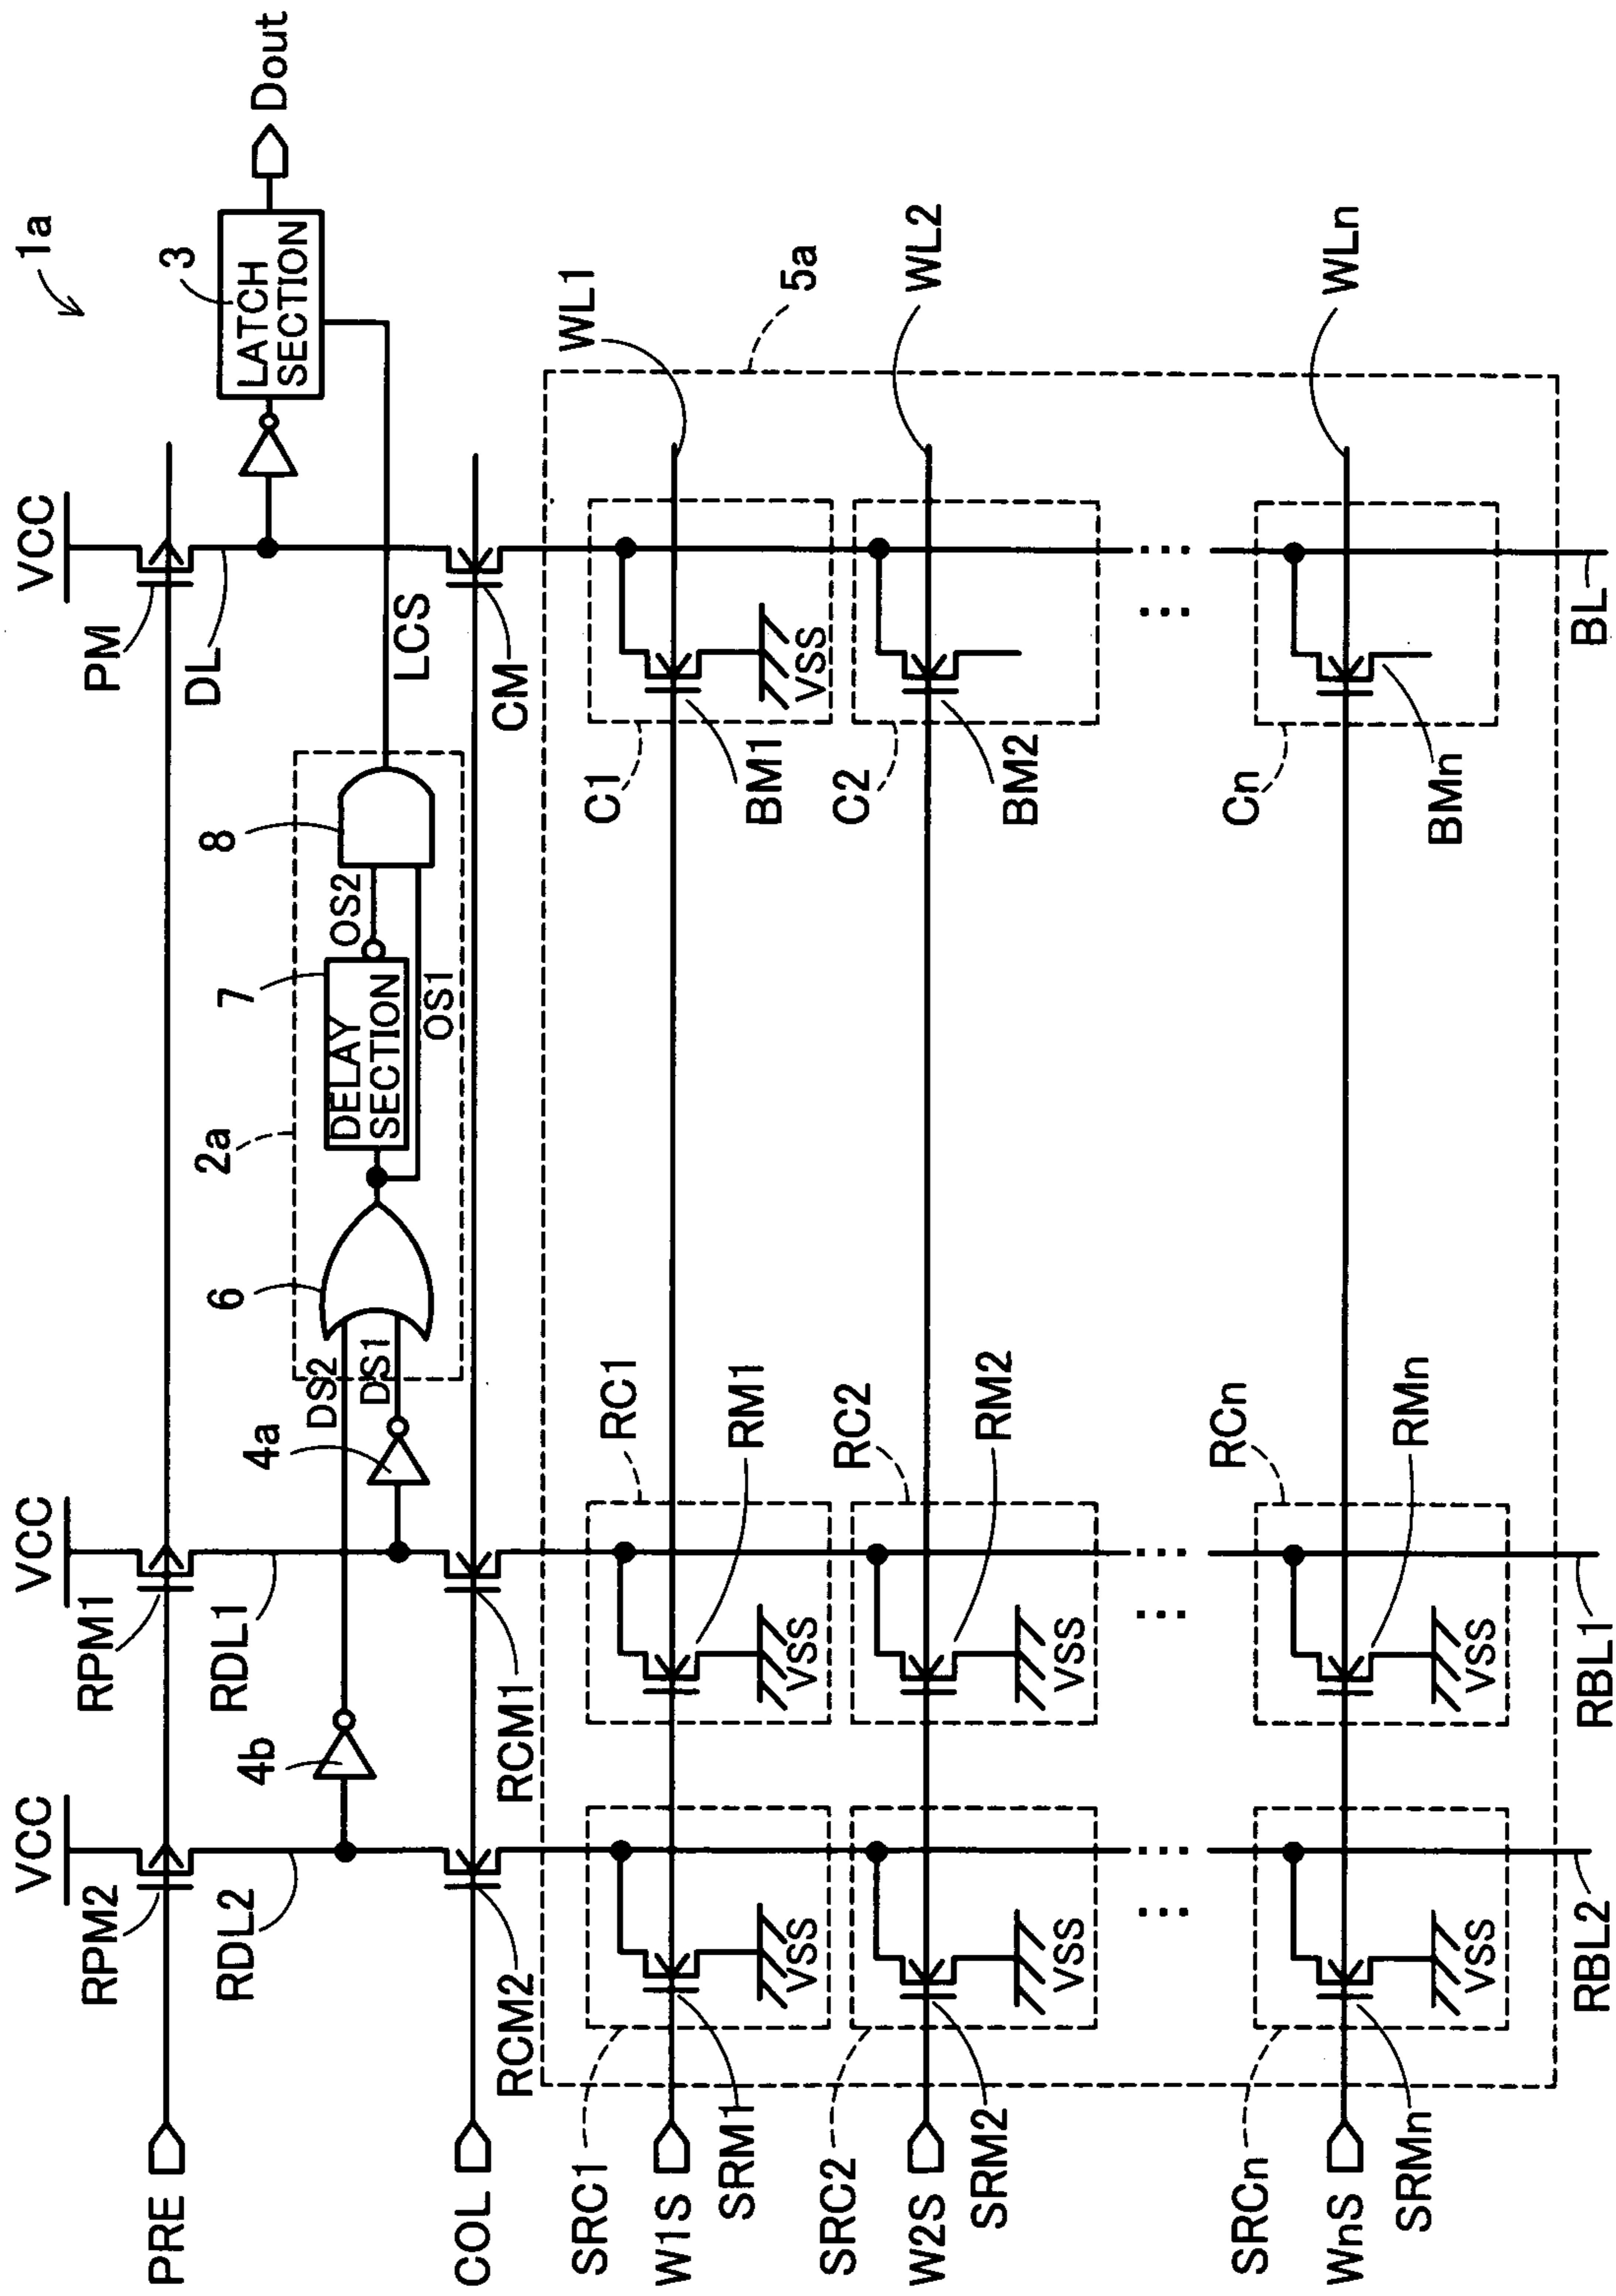 1a
VCC
VCC
VCC
RPM2
RPM1
PM
PRE
RDL2
RDL1
DL
4b
4a
DS2
DS1
6
2a
7
DELAY
SECTION
OS2
OS1
8
LCS
3
LATCH
SECTION
Dout
COL
RCM2
RCM1
CM
SRC1
RC1
C1
WL1
W1S
SRM1
VSS
RM1
VSS
BM1
VSS
5a
SRC2
RC2
C2
WL2
W2S
SRM2
VSS
RM2
VSS
BM2
...
...
...
...
...
...
SRCn
RCn
Cn
WLn
WnS
SRMn
VSS
RMn
VSS
BMn
RBL2
RBL1
BL